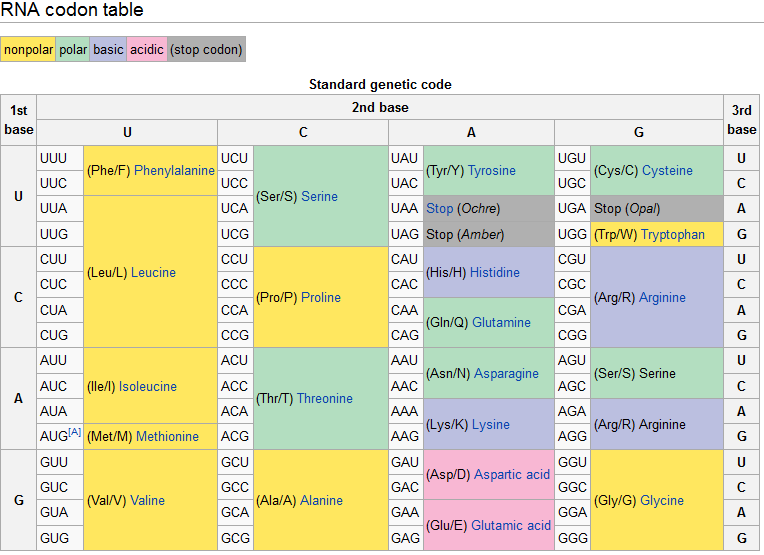 RNA codon table
nonpolar polar basic acidic (stop codon)
Standard genetic code
1st base 2nd base 3rd base
U C A G
U UUU (Phe/F) Phenylalanine UCU (Ser/S) Serine UAU (Tyr/Y) Tyrosine UGU (Cys/C) Cysteine U
UUC UCC UAC UGC C
UUA (Leu/L) Leucine UCA UAA Stop (Ochre) UGA Stop (Opal) A
UUG UCG UAG Stop (Amber) UGG (Trp/W) Tryptophan G
C CUU CCU (Pro/P) Proline CAU (His/H) Histidine CGU (Arg/R) Arginine U
CUC CCC CAC CGC C
CUA CCA CAA (Gln/Q) Glutamine CGA A
CUG CCG CAG CGG G
A AUU (Ile/I) Isoleucine ACU (Thr/T) Threonine AAU (Asn/N) Asparagine AGU (Ser/S) Serine U
AUC ACC AAC AGC C
AUA ACA AAA (Lys/K) Lysine AGA (Arg/R) Arginine A
AUG[A] (Met/M) Methionine ACG AAG AGG G
G GUU (Val/V) Valine GCU (Ala/A) Alanine GAU (Asp/D) Aspartic acid GGU (Gly/G) Glycine U
GUC GCC GAC GGC C
GUA GCA GAA (Glu/E) Glutamic acid GGA A
GUG GCG GAG GGG G